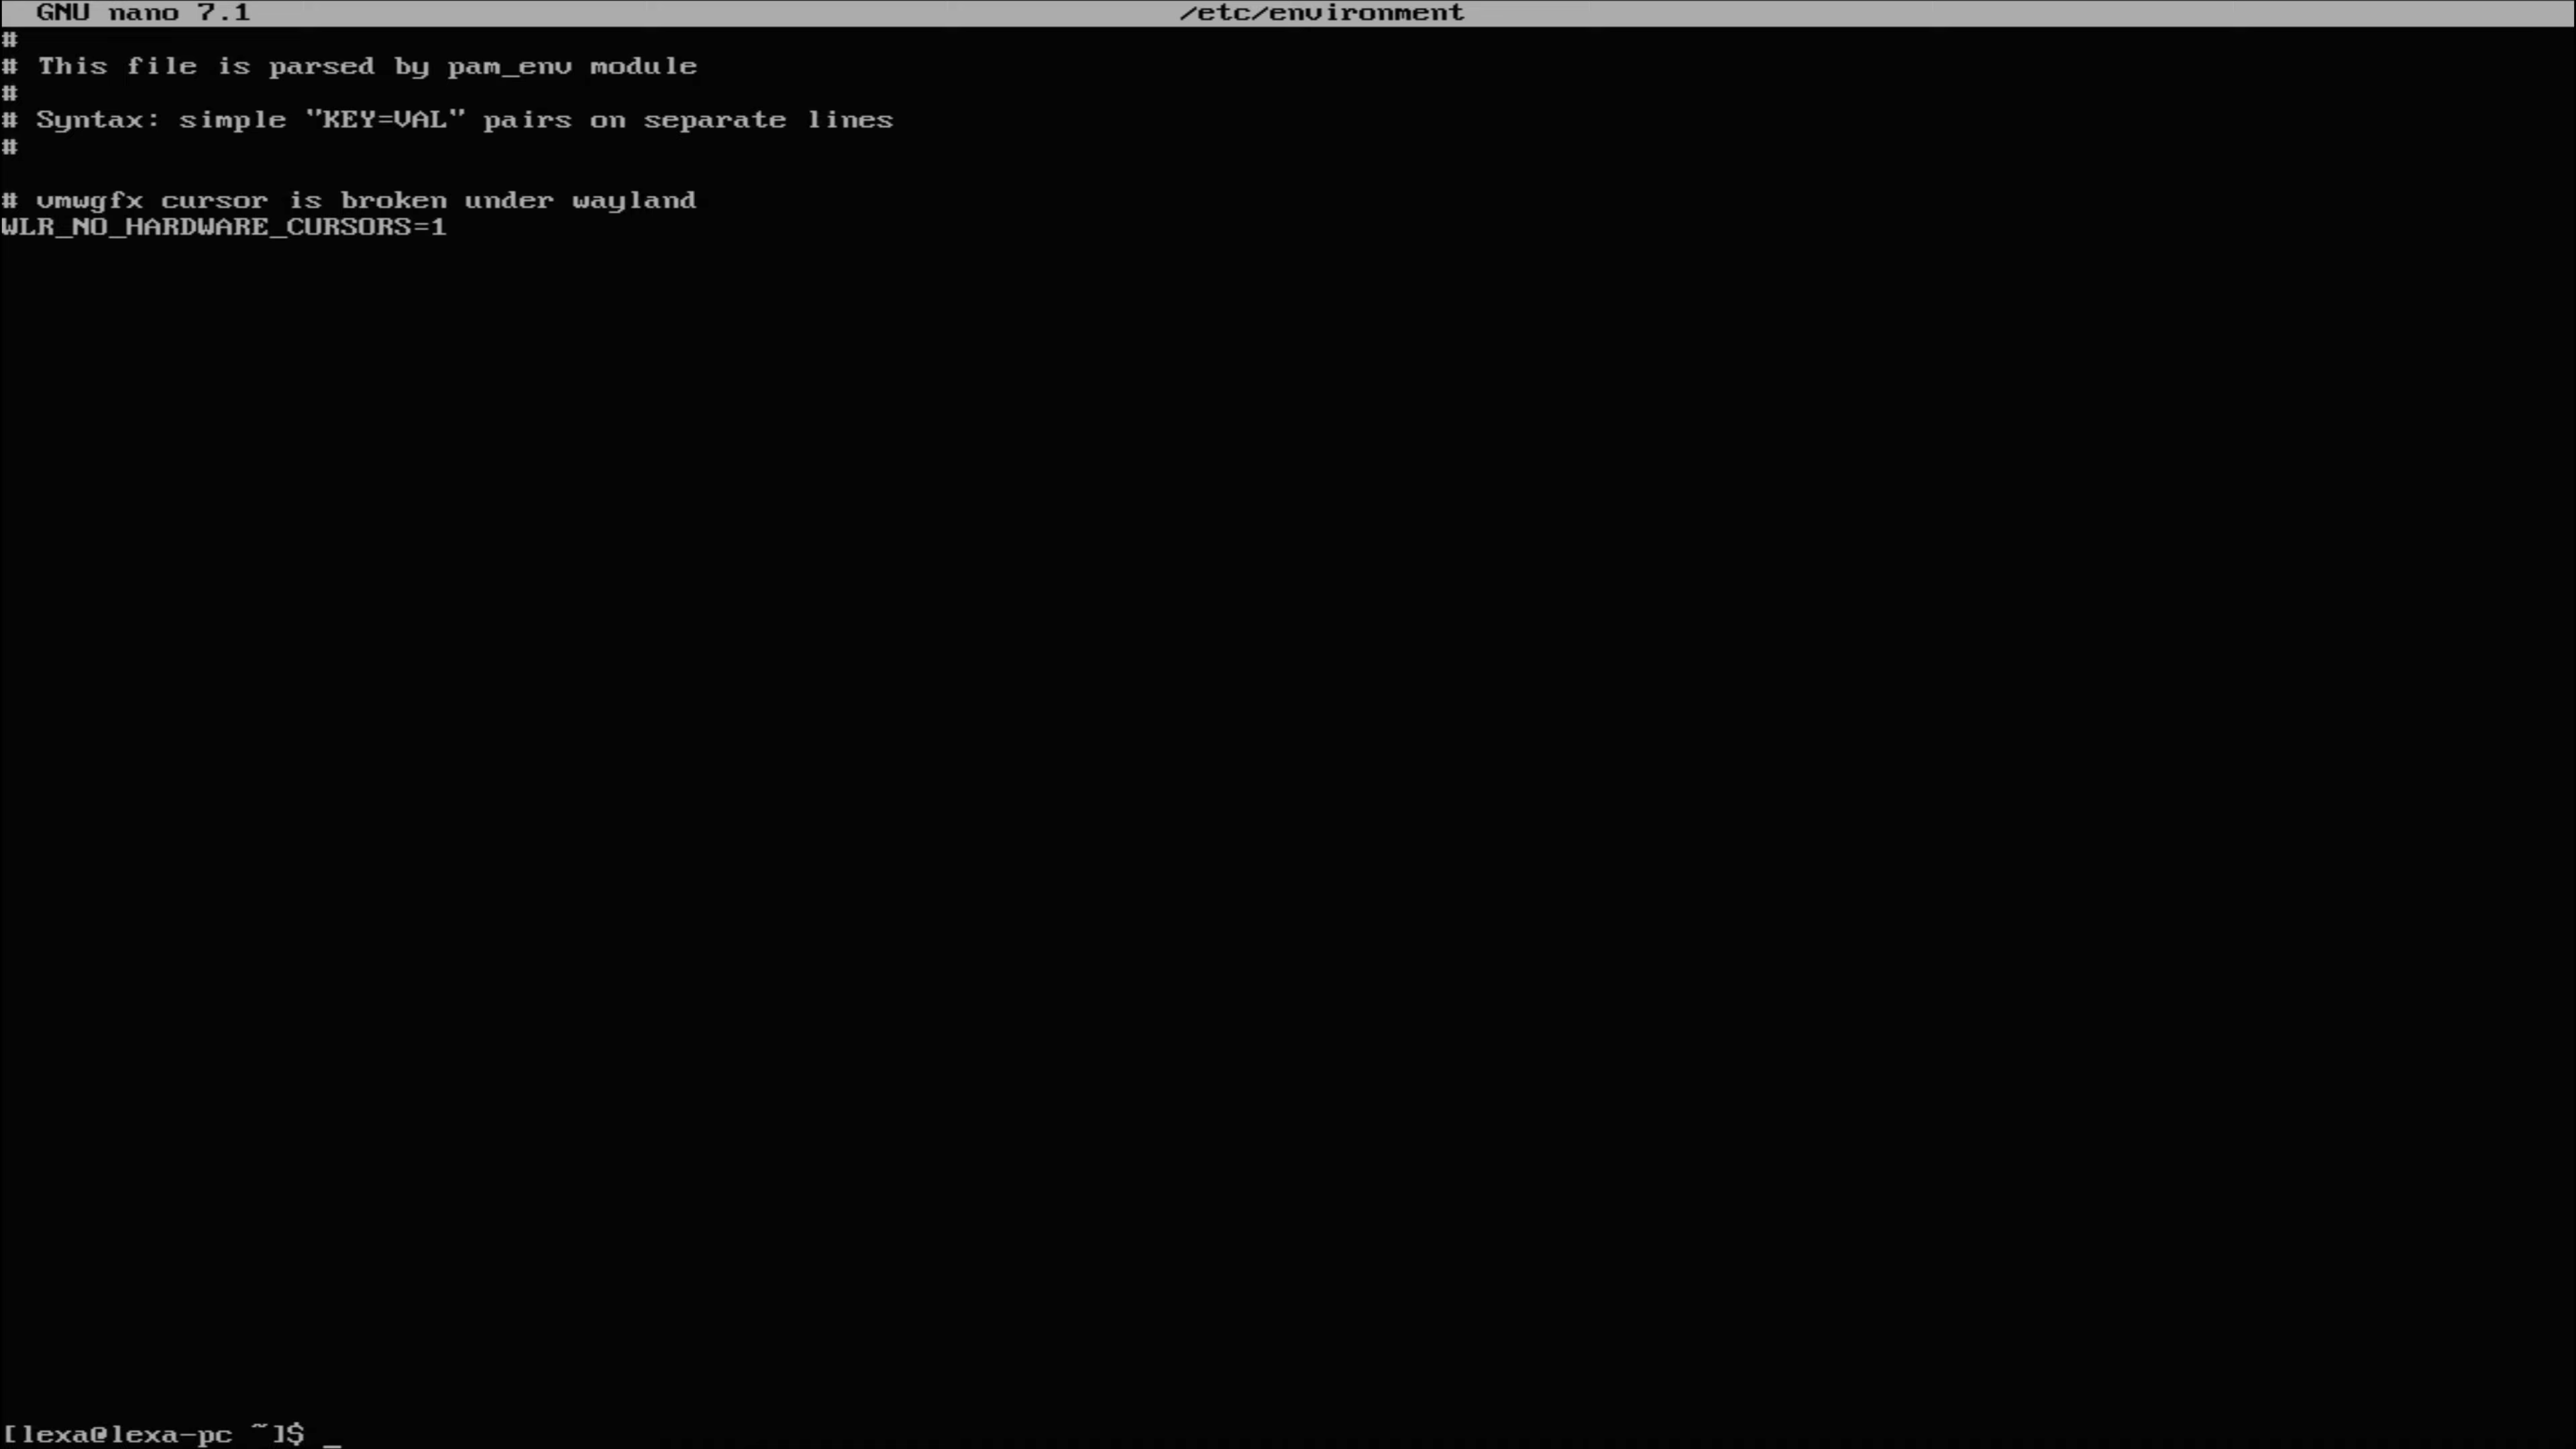 GNU nano 7.1 /etc/environment
#
# This file is parsed by pam_env module
#
# Syntax: simple "KEY=VAL" pairs on separate lines
#
# vmwgfx cursor is broken under wayland
WLR_NO_HARDWARE_CURSORS=1
[lexa@lexa-pc ~]$ _